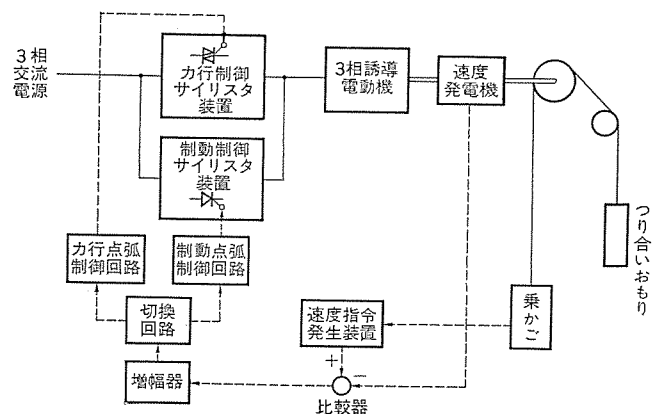 3相
交流
電源
力行制御
サイリスタ
装置
制動制御
サイリスタ
装置
3相誘導
電動機
速度
発電機
力行点弧
制御回路
制動点弧
制御回路
切換
回路
増幅器
速度指令
発生装置
+
−
比較器
乗かご
つり合いおもり